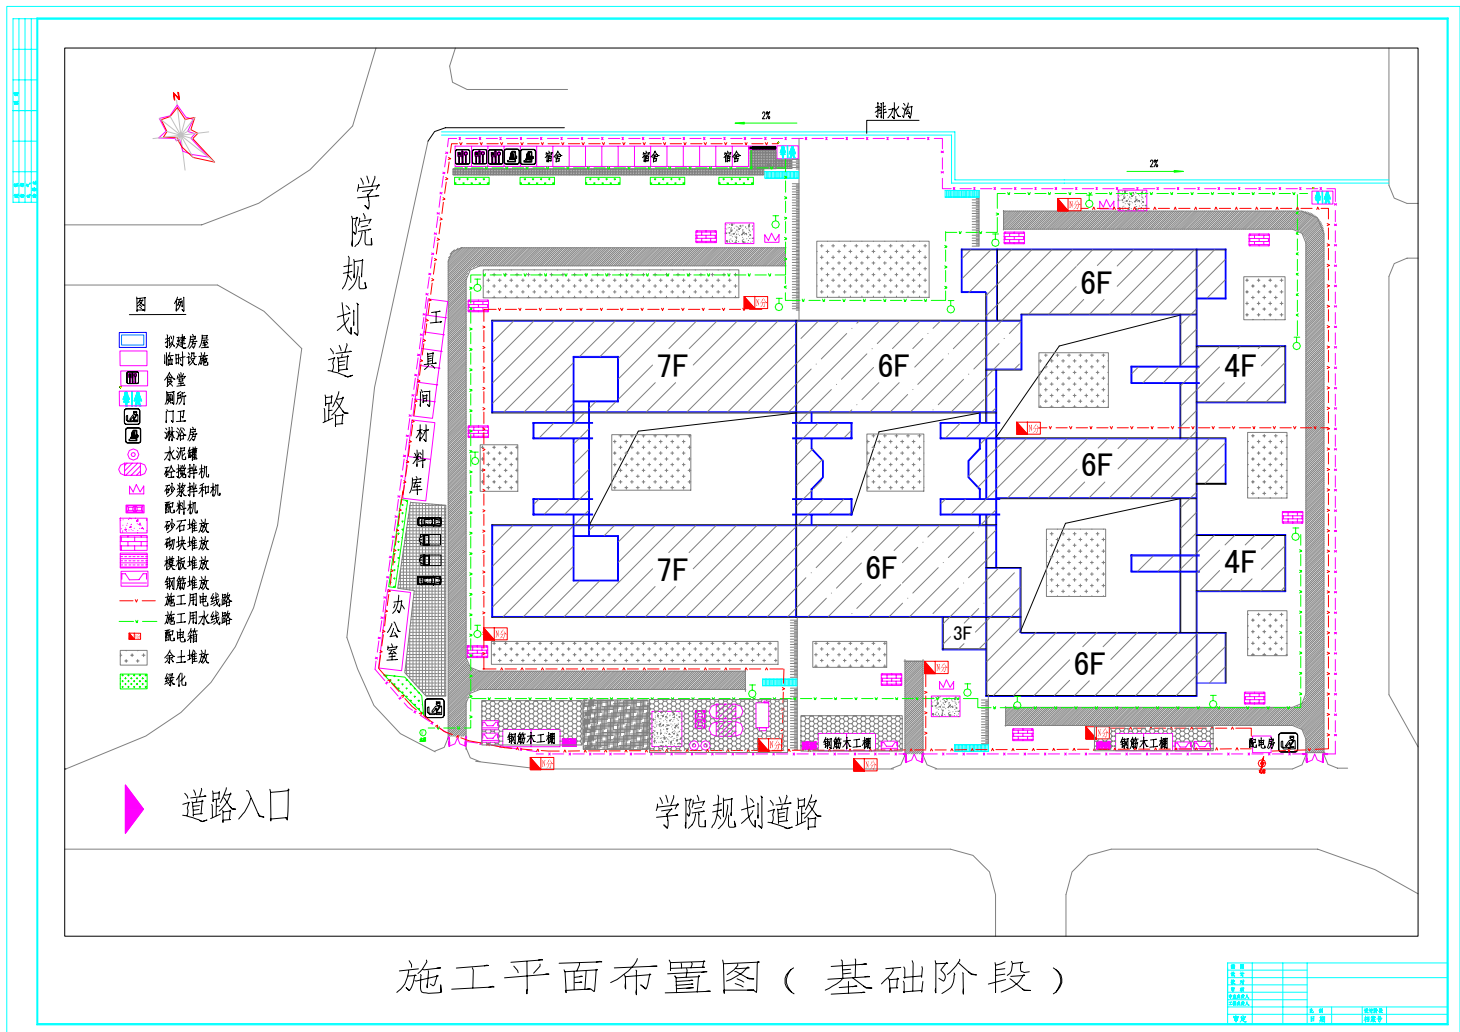 N
2%
排水沟
2%
宿舍
宿舍
宿舍
学院规划道路
图 例
拟建房屋
临时设施
食堂
厕所
门卫
淋浴房
水泥罐
砼搅拌机
砂浆拌和机
配料机
砂石堆放
砌块堆放
模板堆放
钢筋堆放
施工用电线路
施工用水线路
配电箱
余土堆放
绿化
工具间
材料库
办公室
6F
7F
6F
4F
6F
7F
6F
4F
3F
6F
钢筋木工棚
钢筋木工棚
钢筋木工棚
配电房
道路入口
学院规划道路
施工平面布置图(基础阶段)